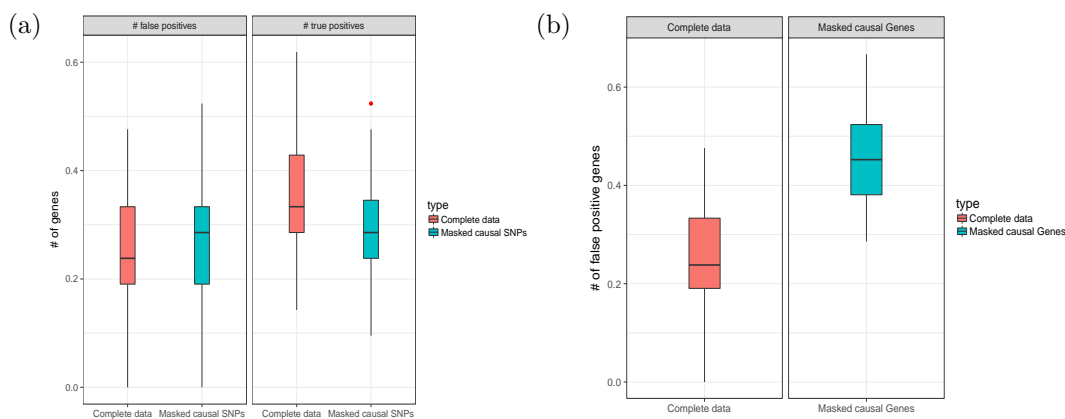 (a)
# false positives
# true positives
# of genes
0.6
0.4
0.2
0.0
Complete data
Masked causal SNPs
Complete data
Masked causal SNPs
type
Complete data
Masked causal SNPs
(b)
Complete data
Masked causal Genes
# of false positive genes
0.6
0.4
0.2
0.0
Complete data
Masked causal Genes
type
Complete data
Masked causal Genes